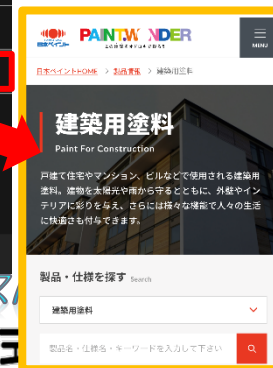 日本ペイント
PAINT WONDER
MENU
日本ペイントHOME > 製品情報 > 建築用塗料
建築用塗料
Paint For Construction
戸建て住宅やマンション、ビルなどで使用される建築用
塗料。建物を太陽光や雨から守るとともに、外壁やイン
テリアに彩りを与え、さらには様々な機能で人々の生活
に快適さも付与できます。
製品・仕様を探す Search
建築用塗料
製品名・仕様名・キーワードを入力して下さい